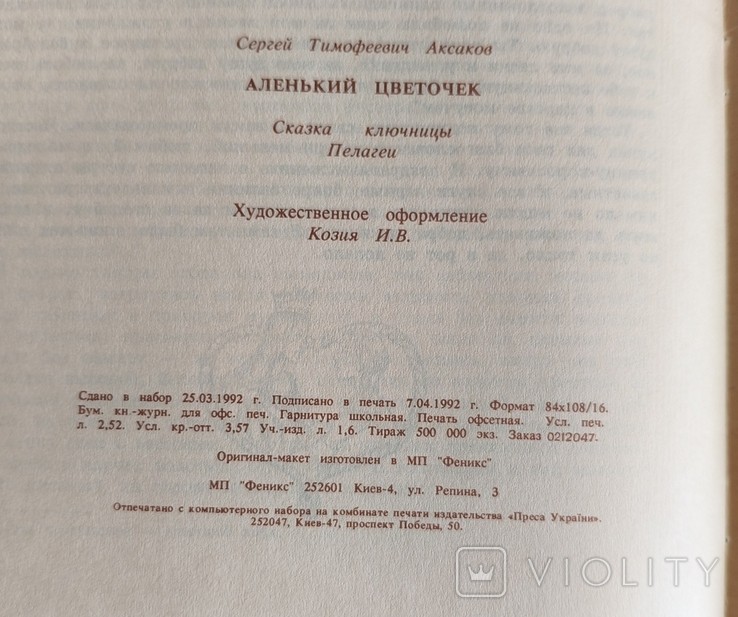 Сергей Тимофеевич Аксаков
АЛЕНЬКИЙ ЦВЕТОЧЕК
Сказка ключницы
Пелагеи
Художественное оформление
Козия И.В.
Сдано в набор 25.03.1992 г. Подписано в печать 7.04.1992 г. Формат 84х108/16.
Бум. кн-журн. для офс. печ. Гарнитура школьная. Печать офсетная. Усл. печ.
л. 2,52. Усл. кр.-отт. 3,57 Уч.-изд. л. 1,6. Тираж 500 000 экз. Заказ 0212047.
Оригинал-макет изготовлен в МП "Феникс"
МП "Феникс" 252601 Киев-4, ул. Репина, 3
Отпечатано с компьютерного набора на комбинате печати издательства «Преса України».
252047, Киев-47, проспект Победы, 50.
VIOLITY